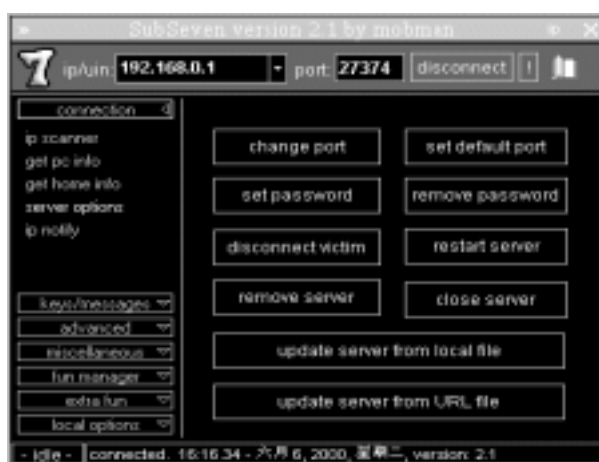 SubSeven version 2.1 by mobman
ip/uin: 192.168.0.1 port: 27374 disconnect !
connection
ip scanner
get pc info
get home info
server options
ip notify
keys/messages
advanced
miscellaneous
fun manager
extra fun
local options
change port set default port
set password remove password
disconnect victim restart server
remove server close server
update server from local file
update server from URL file
- idle - connected. 16:16.34 - 六月 6, 2000, 星期二, version: 2.1